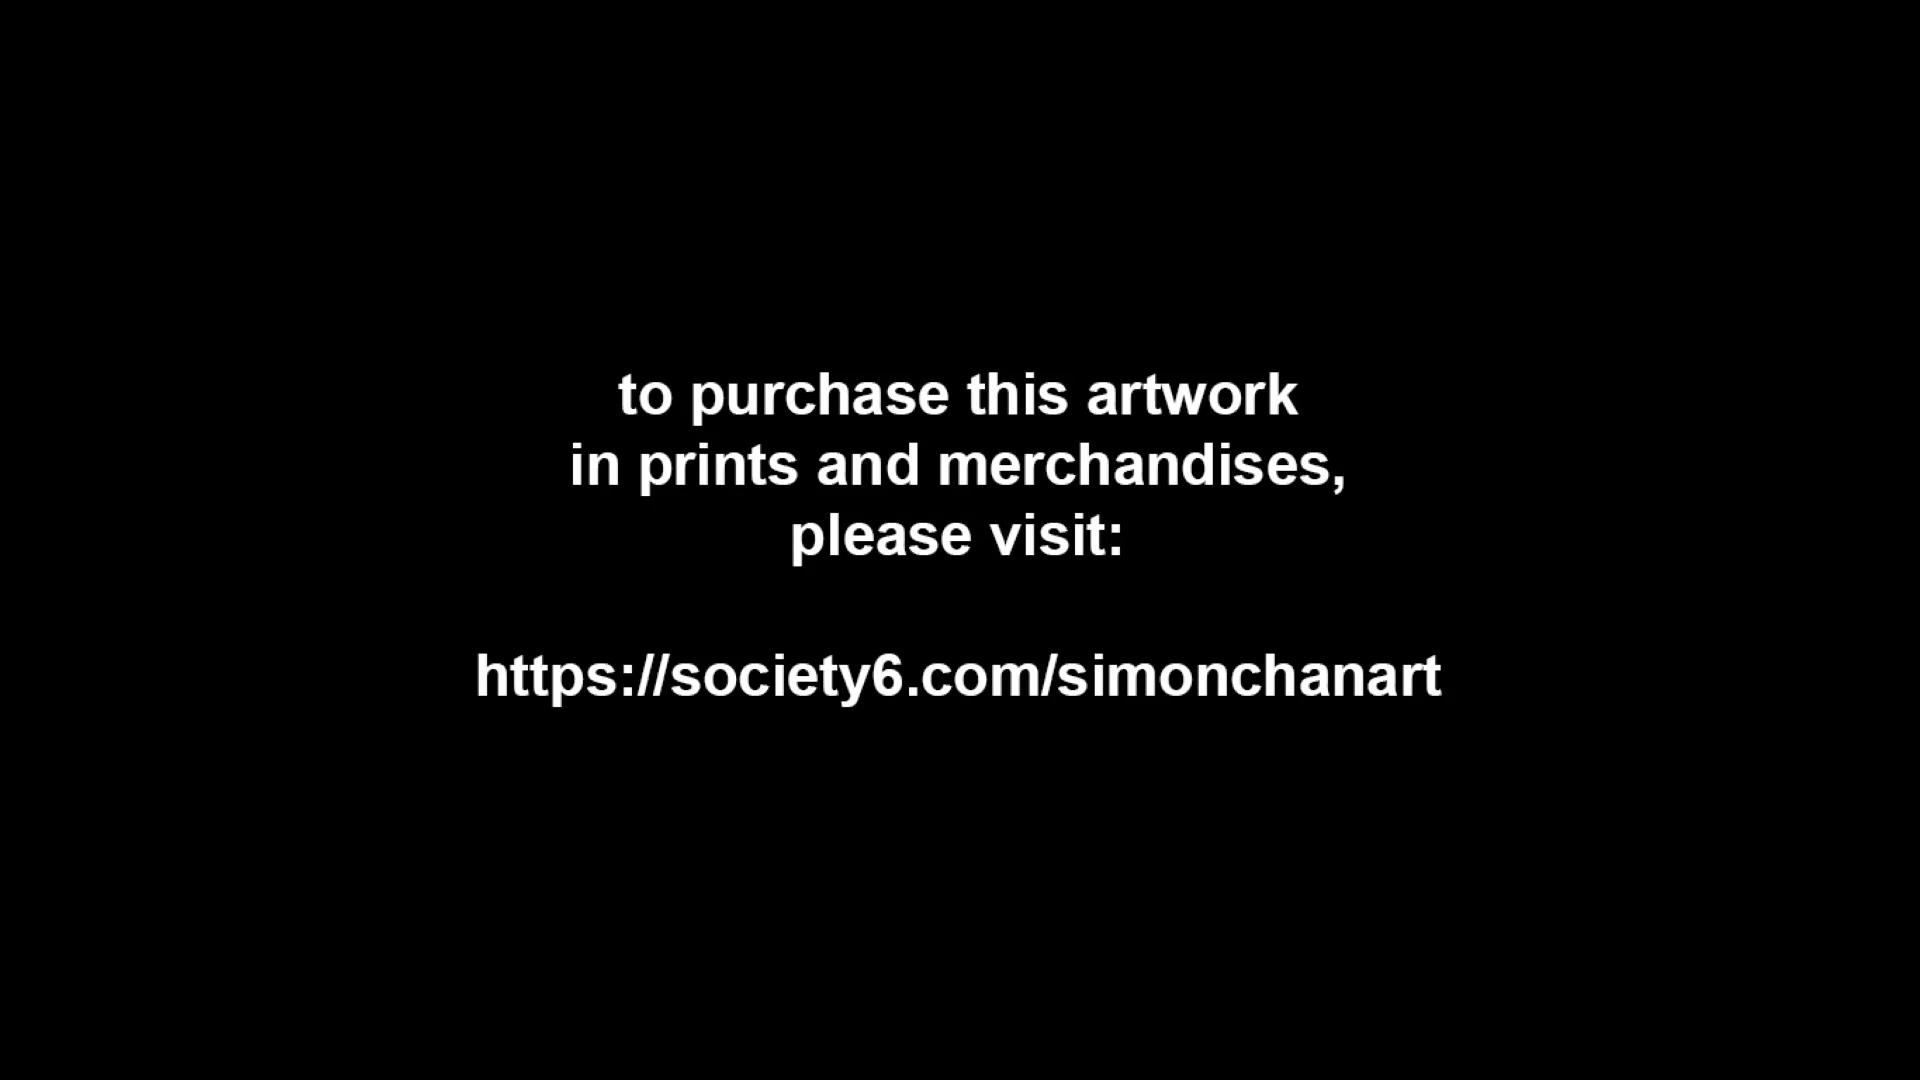 to purchase this artwork
in prints and merchandises,
please visit:
https://society6.com/simonchanart